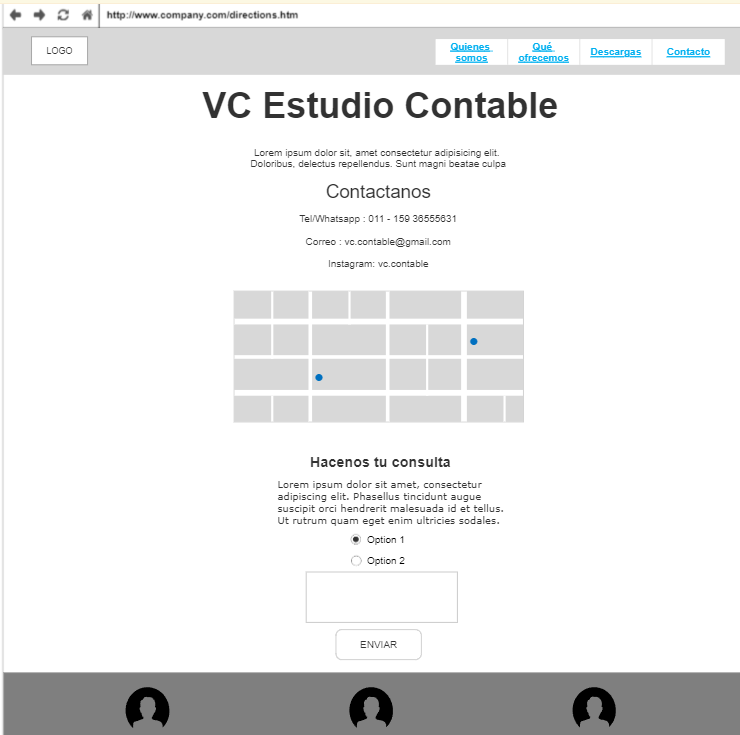 http://www.company.com/directions.htm
LOGO
Quienes somos
Qué ofrecemos
Descargas
Contacto
VC Estudio Contable
Lorem ipsum dolor sit, amet consectetur adipisicing elit.
Doloribus, delectus repellendus. Sunt magni beatae culpa
Contactanos
Tel/Whatsapp : 011 - 159 36555631
Correo : vc.contable@gmail.com
Instagram: vc.contable
Hacenos tu consulta
Lorem ipsum dolor sit amet, consectetur
adipiscing elit. Phasellus tincidunt augue
suscipit orci hendrerit malesuada id et tellus.
Ut rutrum quam eget enim ultricies sodales.
Option 1
Option 2
ENVIAR